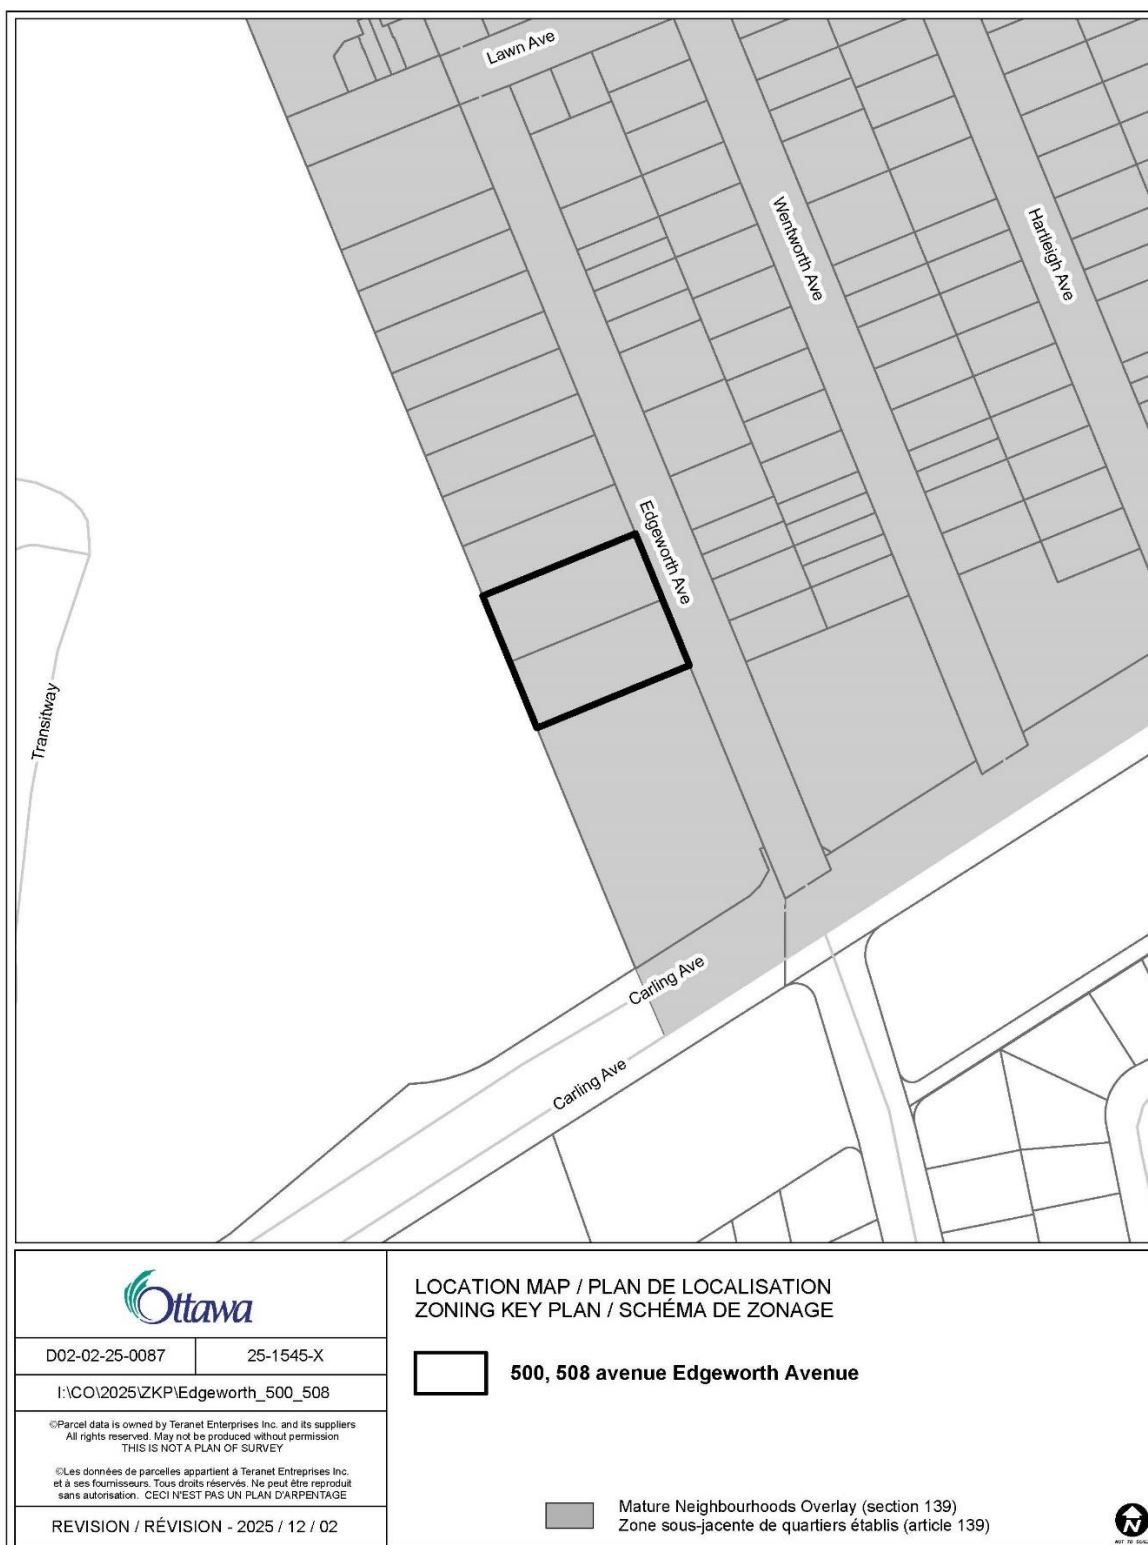 Lawn Ave
Wentworth Ave
Hartleigh Ave
Edgeworth Ave
Transitway
Carling Ave
Carling Ave
Ottawa
D02-02-25-0087
25-1545-X
I:\CO\2025\ZKP\Edgeworth_500_508
©Parcel data is owned by Teranet Enterprises Inc. and its suppliers
All rights reserved. May not be produced without permission
THIS IS NOT A PLAN OF SURVEY
©Les données de parcelles appartient à Teranet Entreprises Inc.
et à ses fournisseurs. Tous droits réservés. Ne peut être reproduit
sans autorisation. CECI N'EST PAS UN PLAN D'ARPENTAGE
REVISION / RÉVISION - 2025 / 12 / 02
LOCATION MAP / PLAN DE LOCALISATION
ZONING KEY PLAN / SCHÉMA DE ZONAGE
500, 508 avenue Edgeworth Avenue
Mature Neighbourhoods Overlay (section 139)
Zone sous-jacente de quartiers établis (article 139)
N
NOT TO SCALE